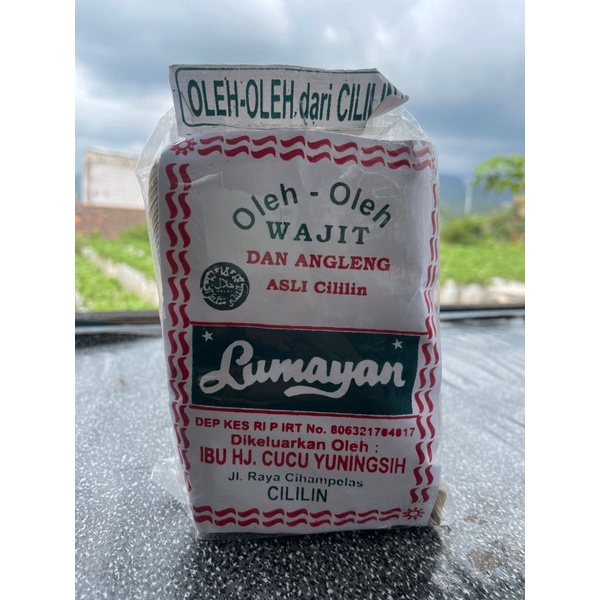 OLEH-OLEH dari CILILIN
Oleh - Oleh
WAJIT
DAN ANGLENG
ASLI Cililin
Lumayan
DEP KES RI P IRT No. 806321704017
Dikeluarkan Oleh :
IBU HJ. CUCU YUNINGSIH
Jl. Raya Cihampelas
CILILIN